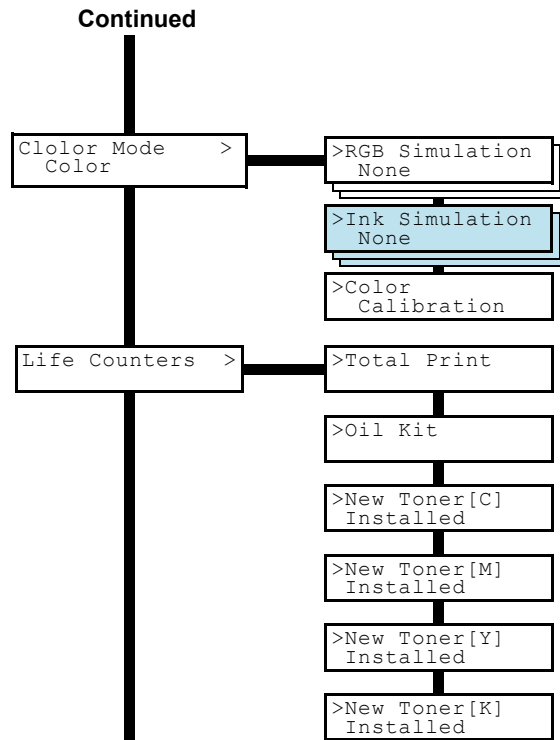 Continued
Clolor Mode >
Color
>RGB Simulation
None
>Ink Simulation
None
>Color
Calibration
Life Counters >
>Total Print
>Oil Kit
>New Toner[C]
Installed
>New Toner[M]
Installed
>New Toner[Y]
Installed
>New Toner[K]
Installed